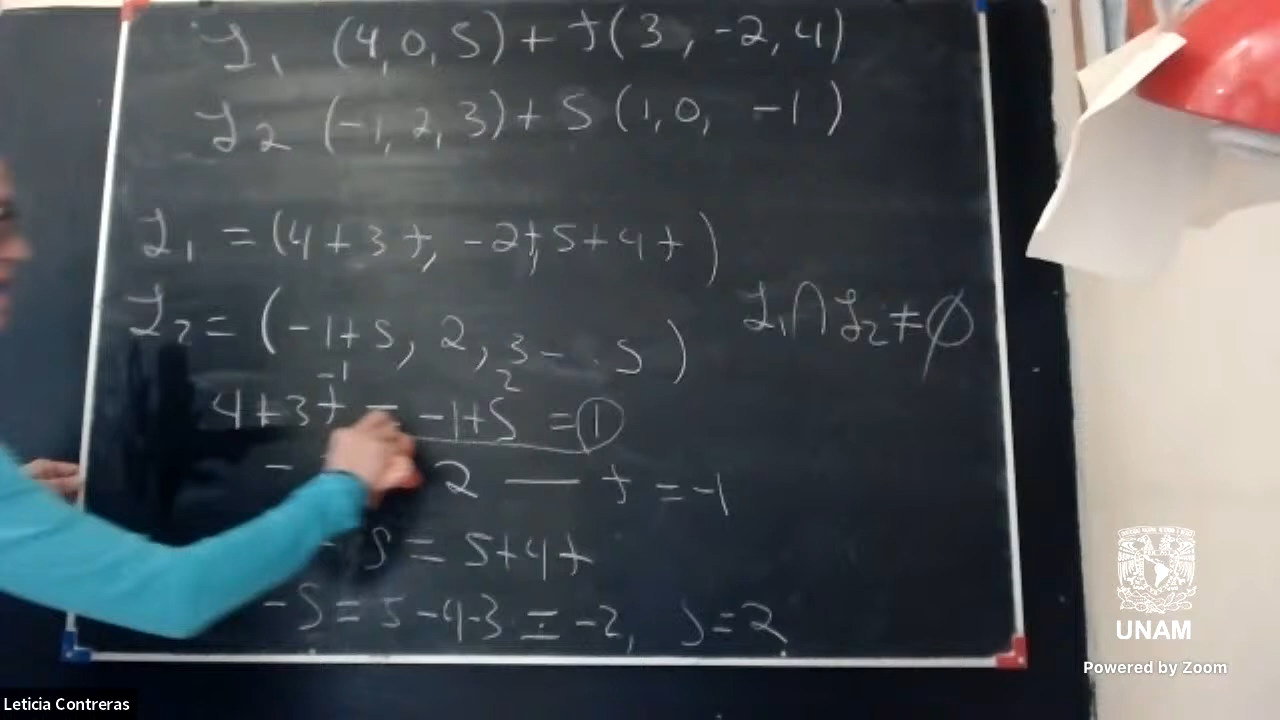 ℒ₁ (4, 0, 5) + t(3, -2, 4)
ℒ₂ (-1, 2, 3) + s(1, 0, -1)
ℒ₁ = (4+3t, -2t, 5+4t)
ℒ₂ = (-1+s, 2, 3-s)
ℒ₁∩ℒ₂≠∅
-1 2
4+3t = -1+s = 1
- 2 — t = -1
- s = 5+4t
-s = 5-4-3 = -2, s=2
UNAM
Powered by Zoom
Leticia Contreras